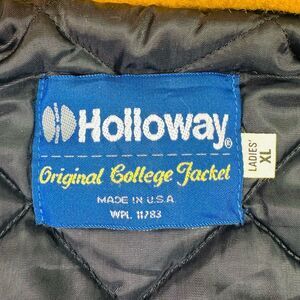 Holloway®
Original College Jacket
MADE IN U.S.A.
WPL 11783
LADIES'
XL